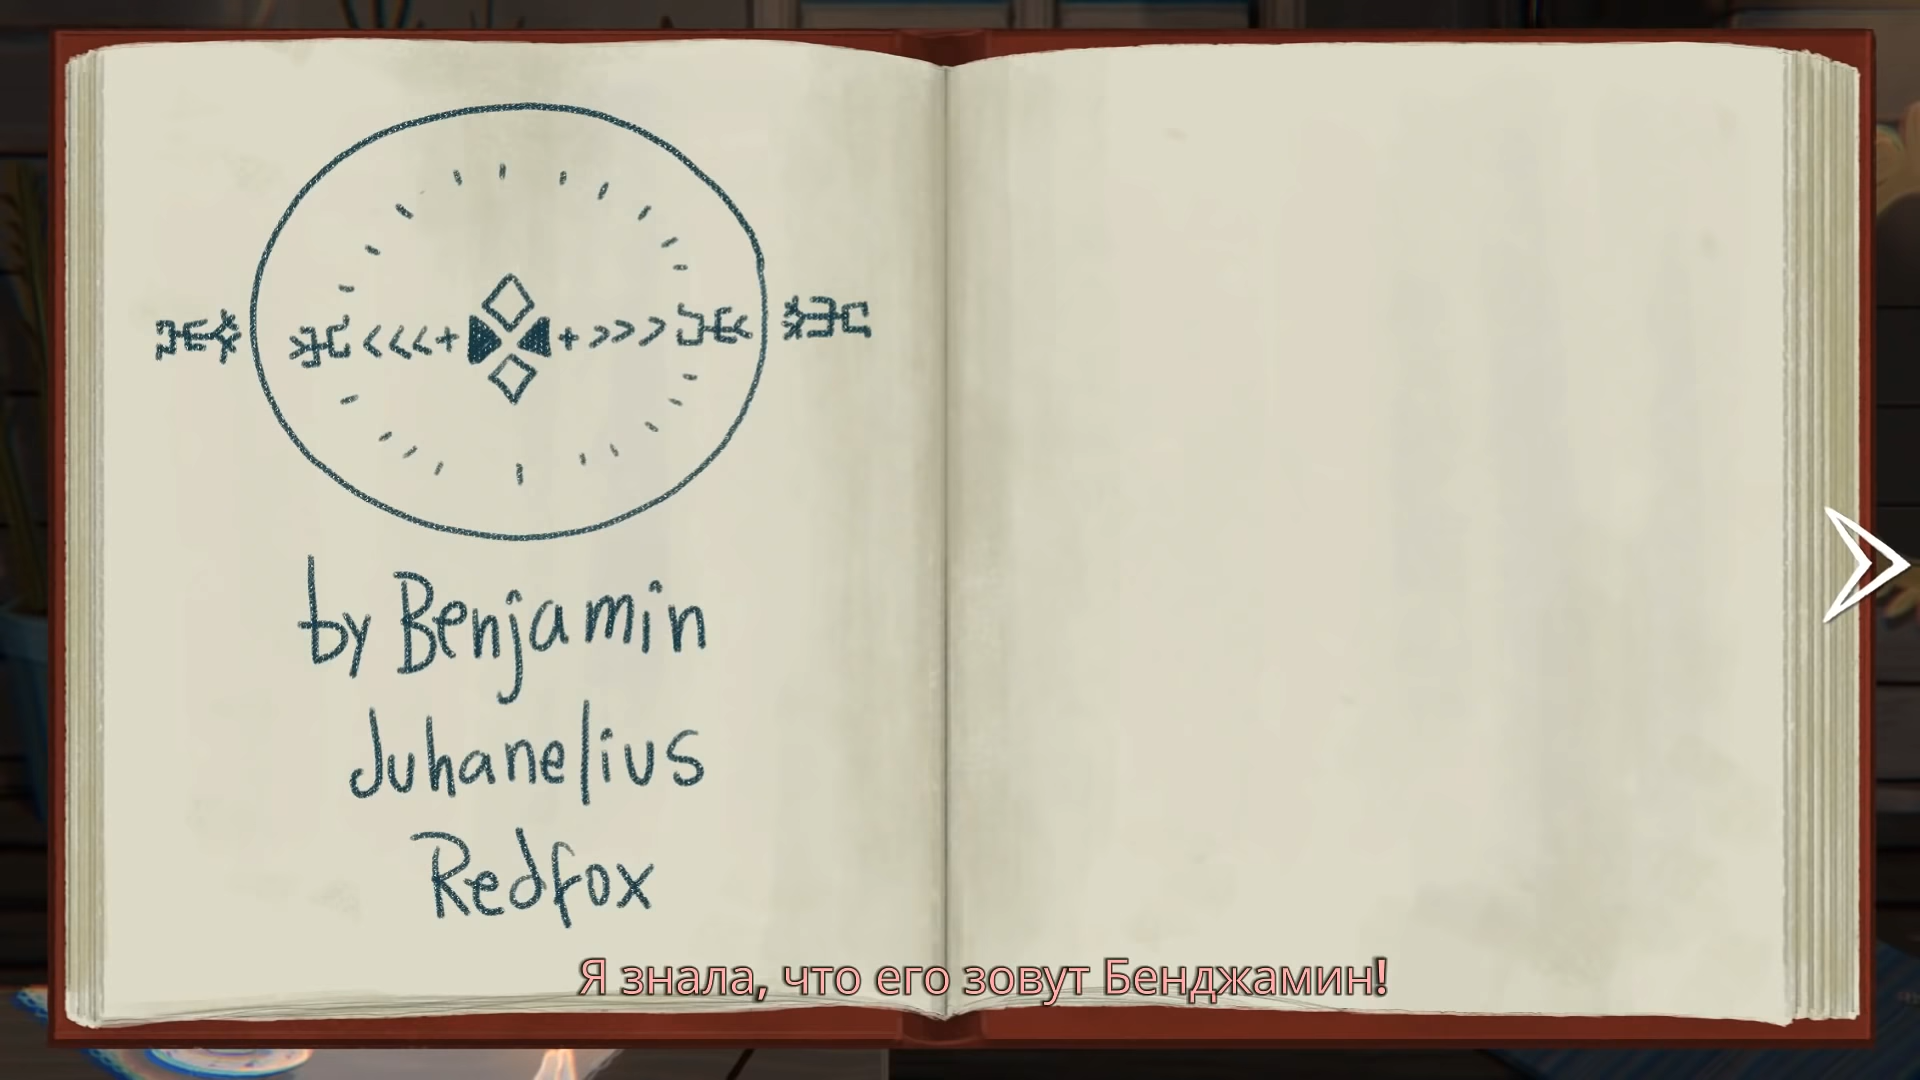 by Benjamin
Juhanelius
Redfox
Я знала, что его зовут Бенджамин!